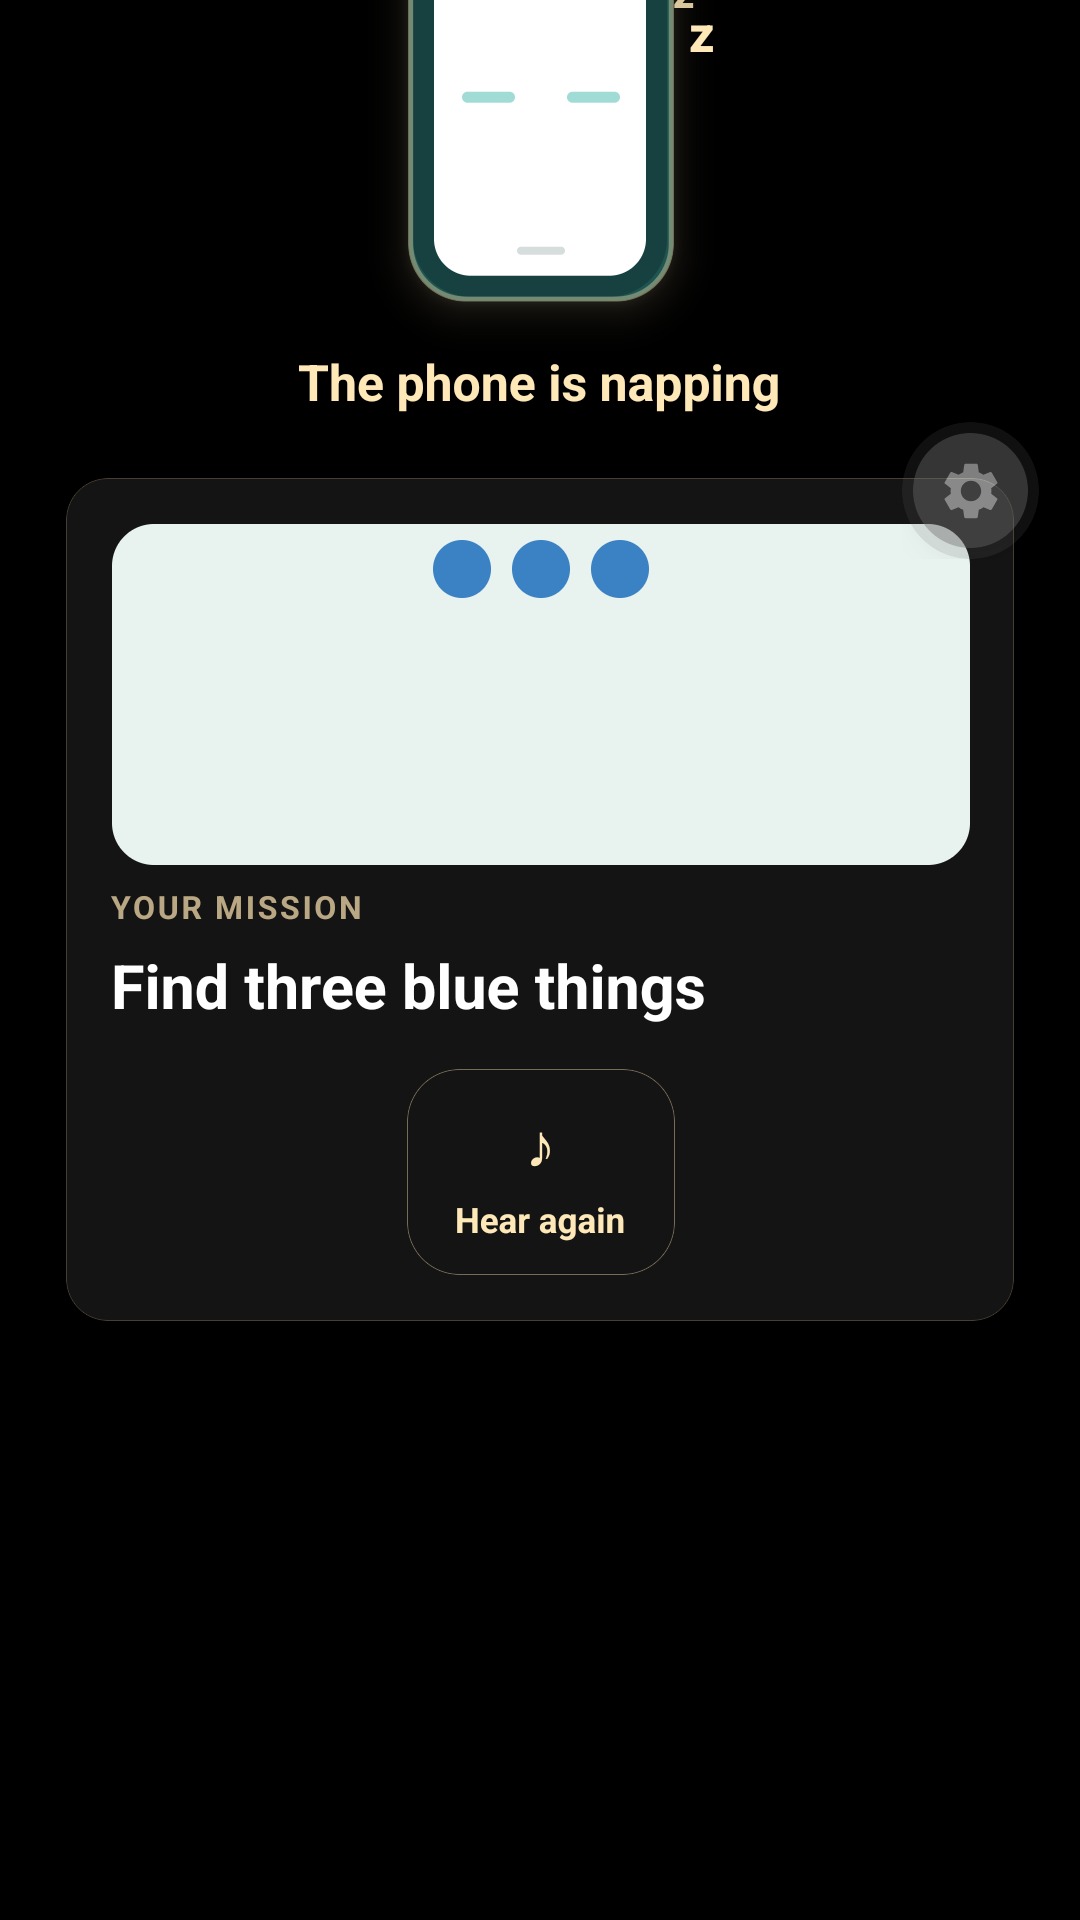 z
z
The phone is napping
YOUR MISSION
Find three blue things
♪
Hear again